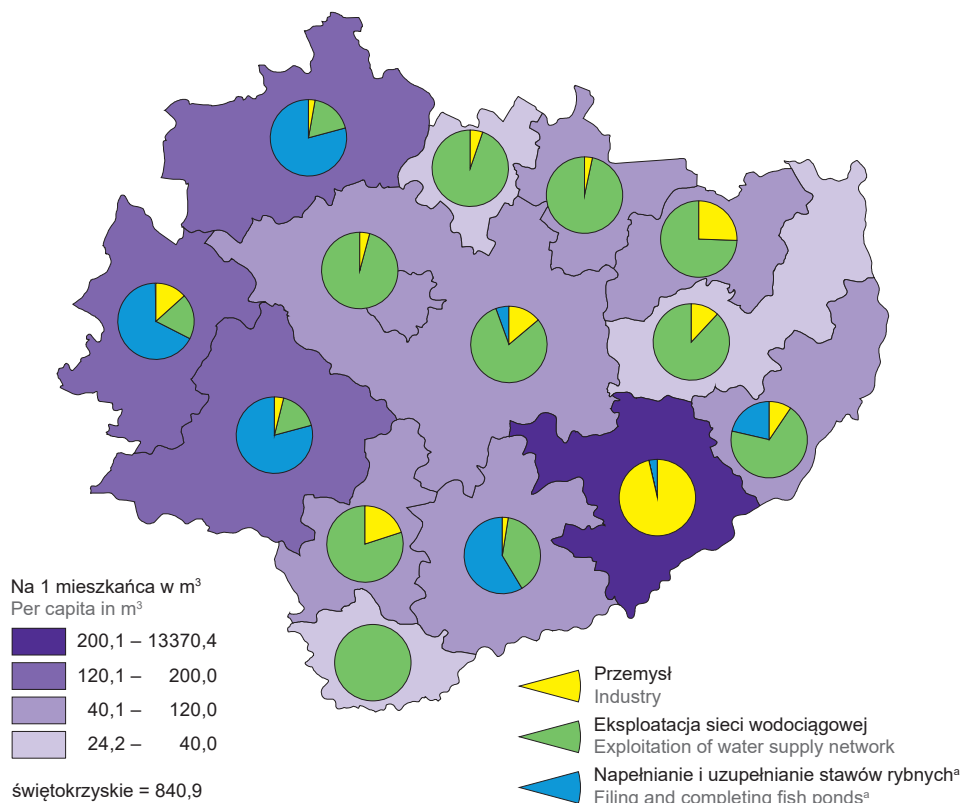 Na 1 mieszkańca w m³
Per capita in m³
200,1 – 13370,4
120,1 – 200,0
40,1 – 120,0
24,2 – 40,0
świętokrzyskie = 840,9
Przemysł
Industry
Eksploatacja sieci wodociągowej
Exploitation of water supply network
Napełnianie i uzupełnianie stawów rybnychᵃ
Filing and completing fish pondsᵃ